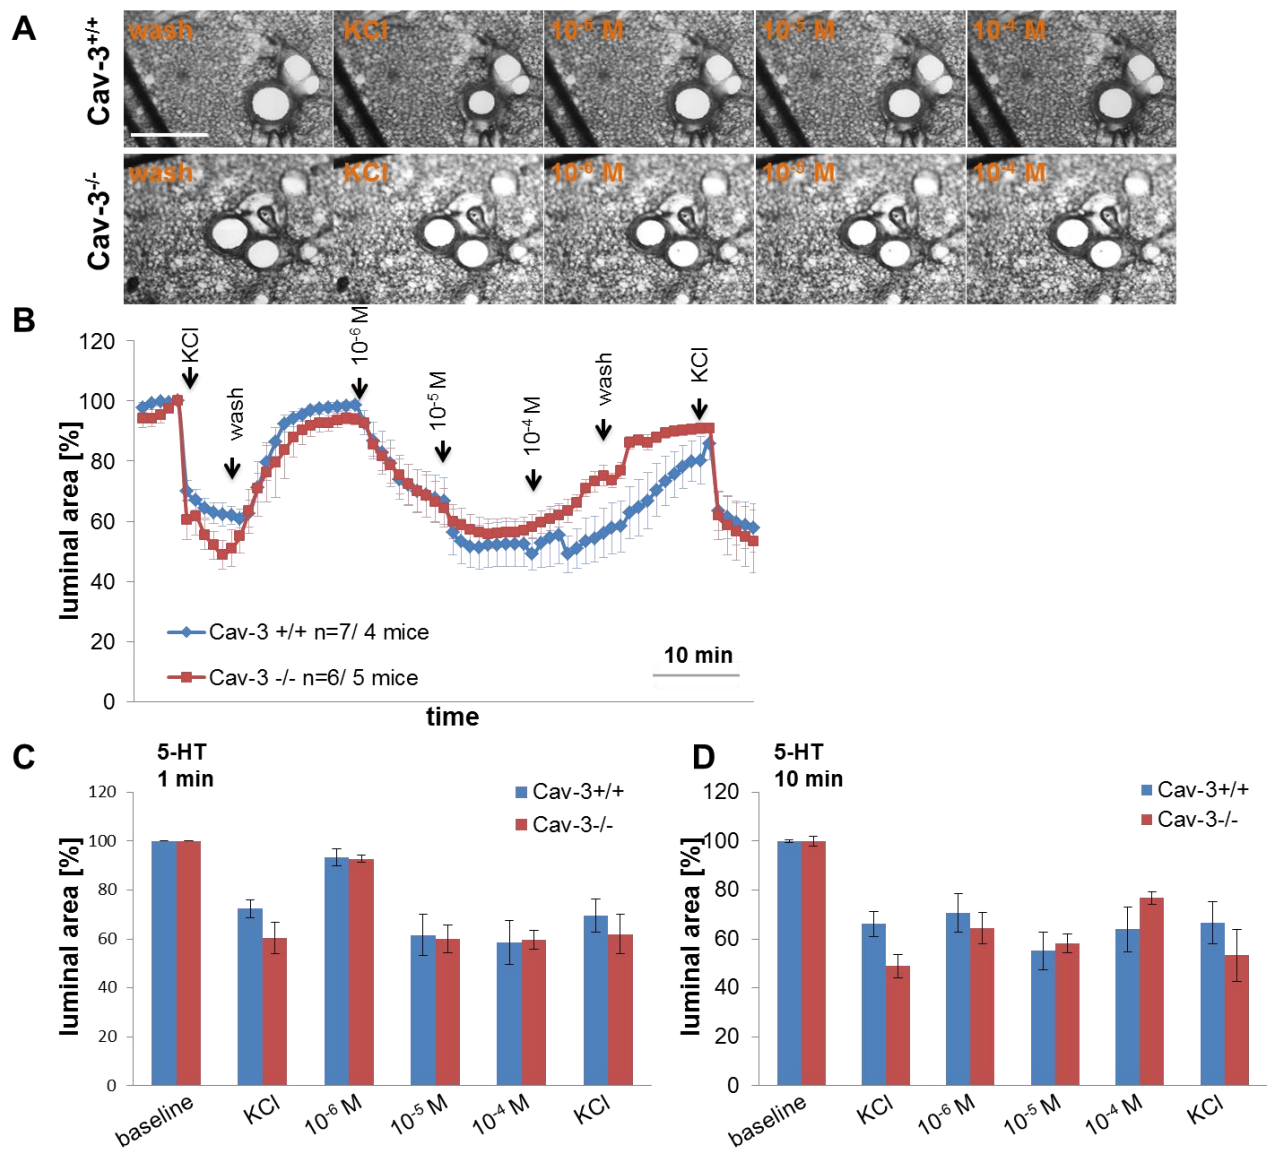 A
Cav-3+/+
wash
KCl
10-6 M
10-5 M
10-4 M
Cav-3-/-
wash
KCl
10-6 M
10-5 M
10-4 M
B
luminal area [%]
120
100
80
60
40
20
0
KCl
wash
10-6 M
10-5 M
10-4 M
wash
KCl
Cav-3 +/+ n=7/ 4 mice
Cav-3 -/- n=6/ 5 mice
10 min
time
C
5-HT
1 min
Cav-3+/+
Cav-3-/-
luminal area [%]
120
100
80
60
40
20
0
baseline
KCl
10-6 M
10-5 M
10-4 M
KCl
D
5-HT
10 min
Cav-3+/+
Cav-3-/-
luminal area [%]
120
100
80
60
40
20
0
baseline
KCl
10-6 M
10-5 M
10-4 M
KCl